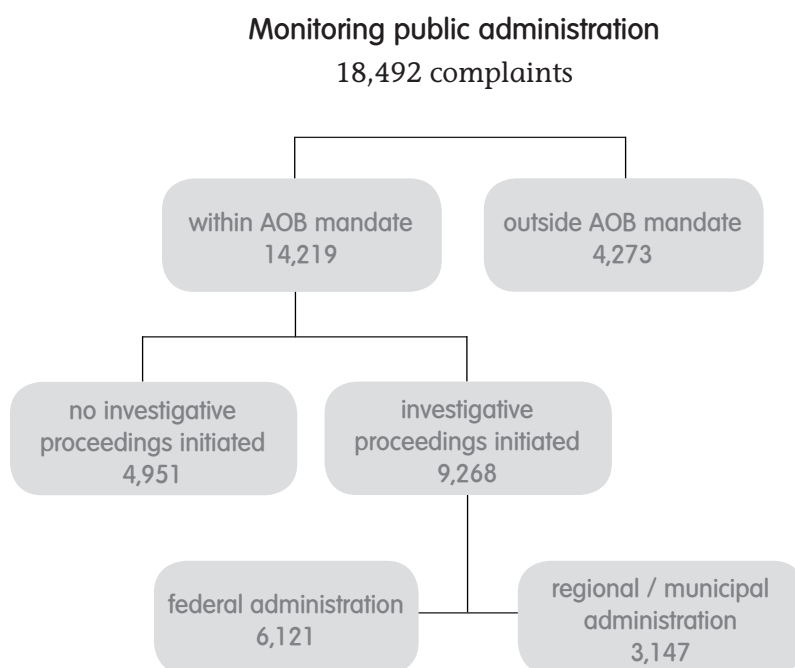 Monitoring public administration
18,492 complaints
within AOB mandate
14,219
outside AOB mandate
4,273
no investigative
proceedings initiated
4,951
investigative
proceedings initiated
9,268
federal administration
6,121
regional / municipal
administration
3,147